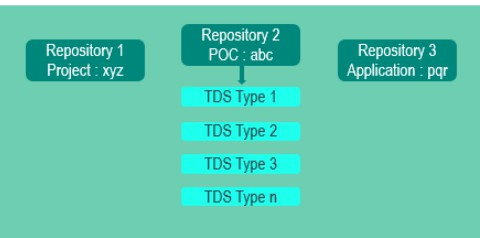 Repository 1
Project : xyz
Repository 2
POC : abc
Repository 3
Application : pqr
TDS Type 1
TDS Type 2
TDS Type 3
TDS Type n